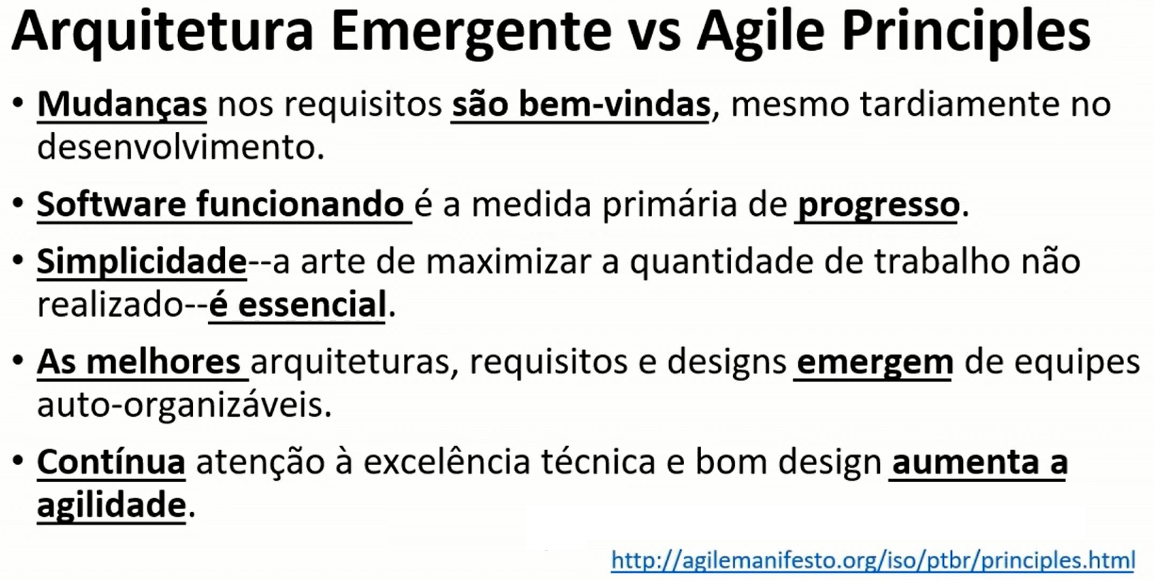 Arquitetura Emergente vs Agile Principles
• Mudanças nos requisitos são bem-vindas, mesmo tardiamente no
desenvolvimento.
• Software funcionando é a medida primária de progresso.
• Simplicidade--a arte de maximizar a quantidade de trabalho não
realizado--é essencial.
• As melhores arquiteturas, requisitos e designs emergem de equipes
auto-organizáveis.
• Contínua atenção à excelência técnica e bom design aumenta a
agilidade.
http://agilemanifesto.org/iso/ptbr/principles.html